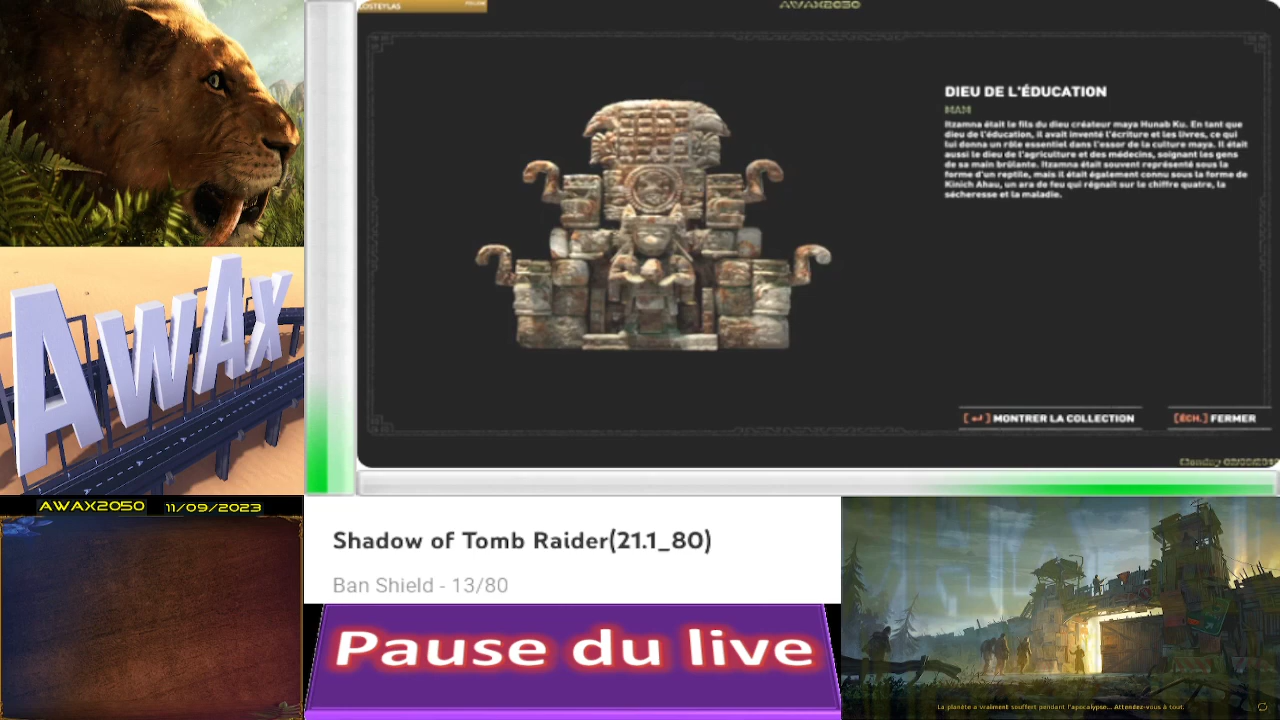 OSTEYLAS
AWAX2050
DIEU DE L'ÉDUCATION
MAM
Itzamna était le fils du dieu créateur maya Hunab Ku. En tant que
dieu de l'éducation, il avait inventé l'écriture et les livres, ce qui
lui donna un rôle essentiel dans l'essor de la culture maya. Il était
aussi le dieu de l'agriculture et des médecins, soignant les gens
de sa main brûlante. Itzamna était souvent représenté sous la
forme d'un reptile, mais il était également connu sous la forme de
Kinich Ahau, un ara de feu qui régnait sur le chiffre quatre, la
sécheresse et la maladie.
[↵] MONTRER LA COLLECTION
[ÉCH.] FERMER
AWAX
AWAX2050 11/09/2023
Shadow of Tomb Raider(21.1_80)
Ban Shield - 13/80
Pause du live
La planète a vraiment souffert pendant l'apocalypse... Attendez-vous à tout.